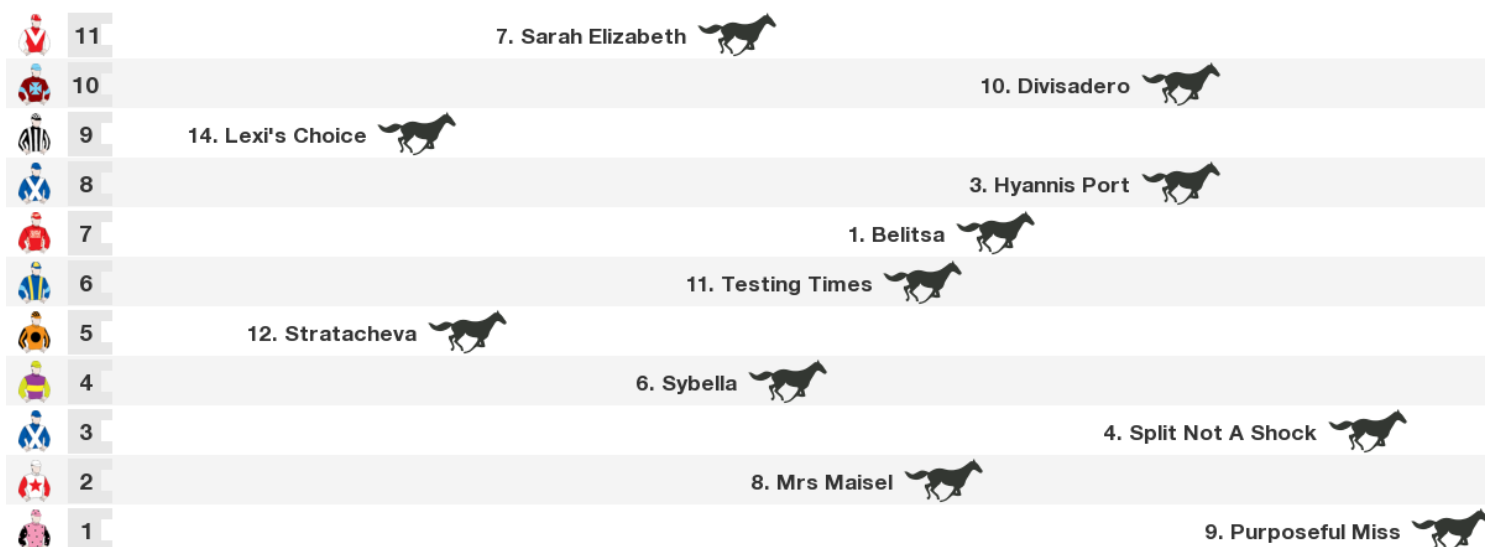 11 7. Sarah Elizabeth
10 10. Divisadero
9 14. Lexi's Choice
8 3. Hyannis Port
7 1. Belitsa
6 11. Testing Times
5 12. Stratacheva
4 6. Sybella
3 4. Split Not A Shock
2 8. Mrs Maisel
1 9. Purposeful Miss